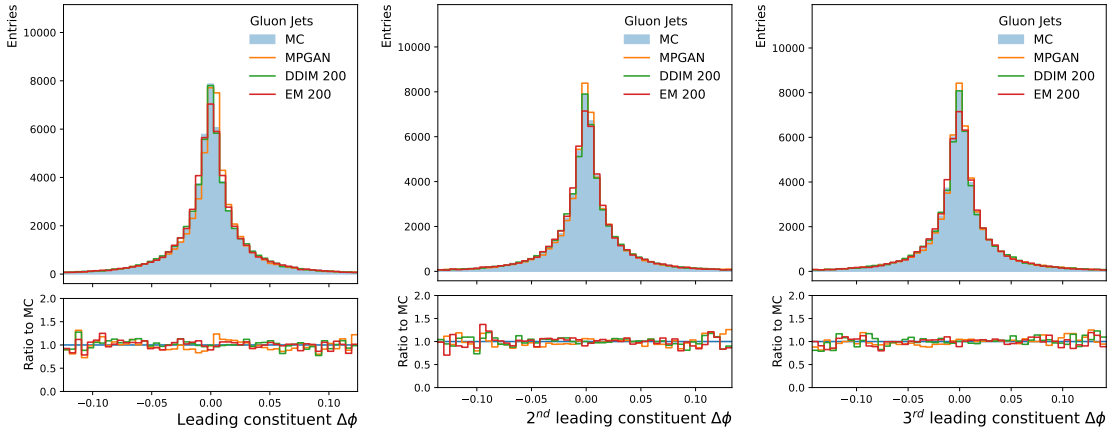 Entries
10000
8000
6000
4000
2000
0
Gluon Jets
MC
MPGAN
DDIM 200
EM 200
Ratio to MC
2.0
1.5
1.0
0.5
0.0
−0.10 −0.05 0.00 0.05 0.10
Leading constituent Δϕ
Entries
10000
8000
6000
4000
2000
0
Gluon Jets
MC
MPGAN
DDIM 200
EM 200
Ratio to MC
2.0
1.5
1.0
0.5
0.0
−0.10 −0.05 0.00 0.05 0.10
2nd leading constituent Δϕ
Entries
10000
8000
6000
4000
2000
0
Gluon Jets
MC
MPGAN
DDIM 200
EM 200
Ratio to MC
2.0
1.5
1.0
0.5
0.0
−0.10 −0.05 0.00 0.05 0.10
3rd leading constituent Δϕ